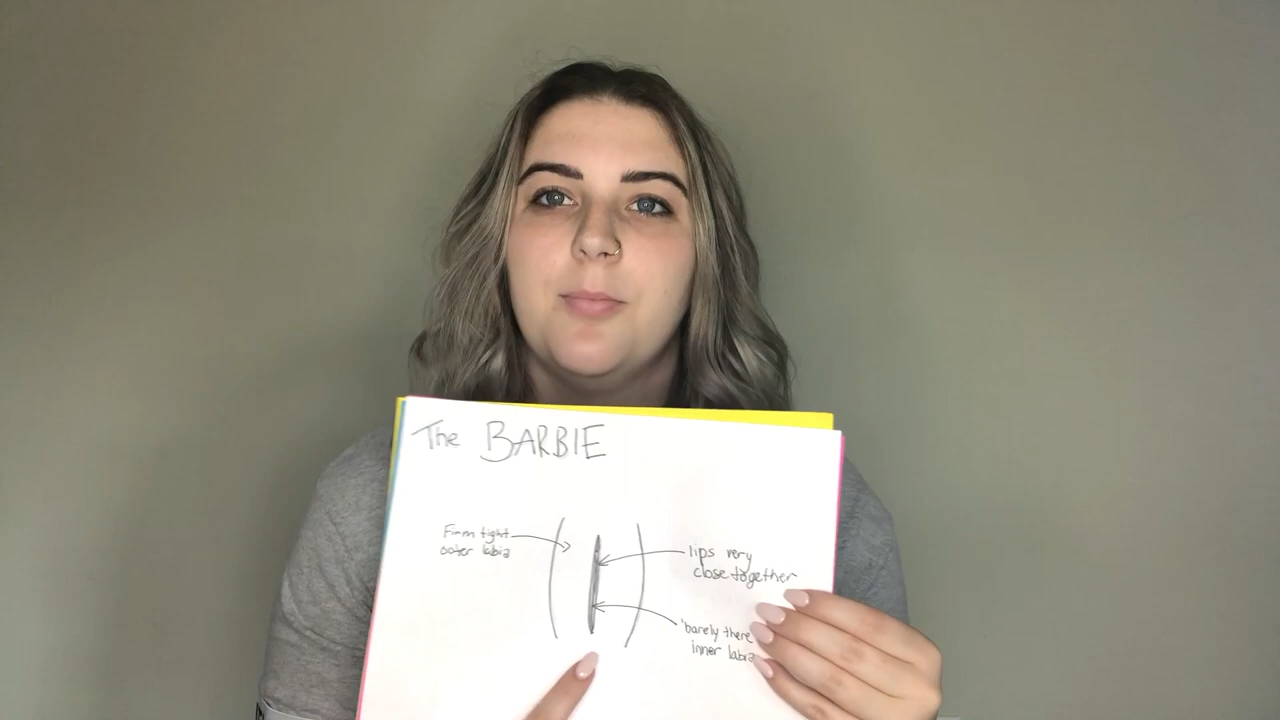 The BARBIE
Firm tight
outer labia
lips very
close together
'barely there
inner labia